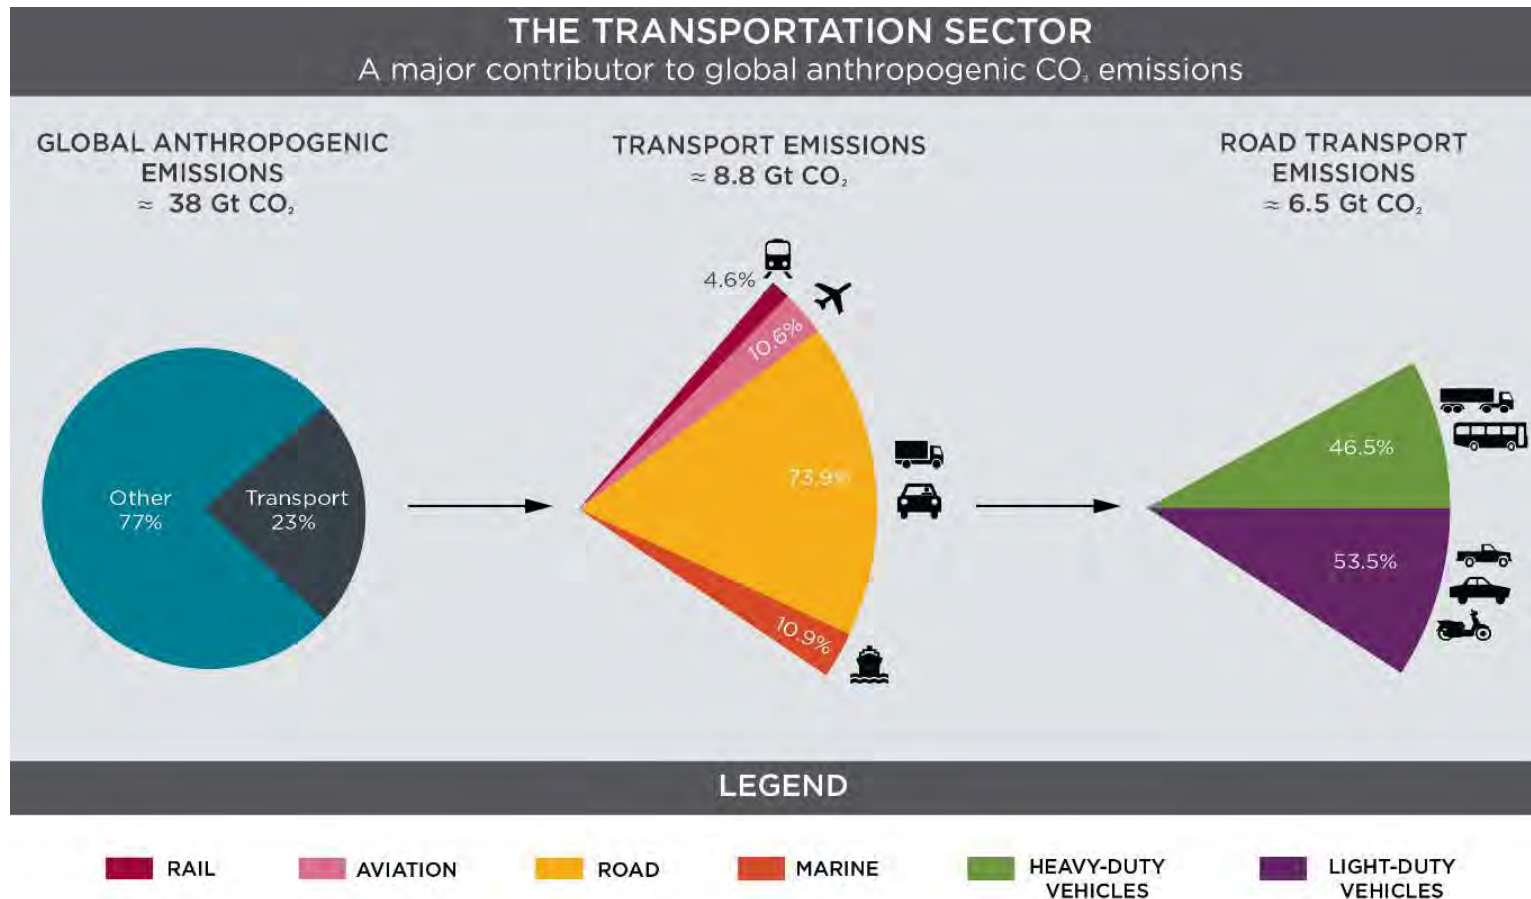 THE TRANSPORTATION SECTOR
A major contributor to global anthropogenic CO₂ emissions
GLOBAL ANTHROPOGENIC
EMISSIONS
≈ 38 Gt CO₂
TRANSPORT EMISSIONS
≈ 8.8 Gt CO₂
ROAD TRANSPORT
EMISSIONS
≈ 6.5 Gt CO₂
Other
77%
Transport
23%
4.6%
10.6%
73.9%
10.9%
46.5%
53.5%
LEGEND
RAIL
AVIATION
ROAD
MARINE
HEAVY-DUTY
VEHICLES
LIGHT-DUTY
VEHICLES